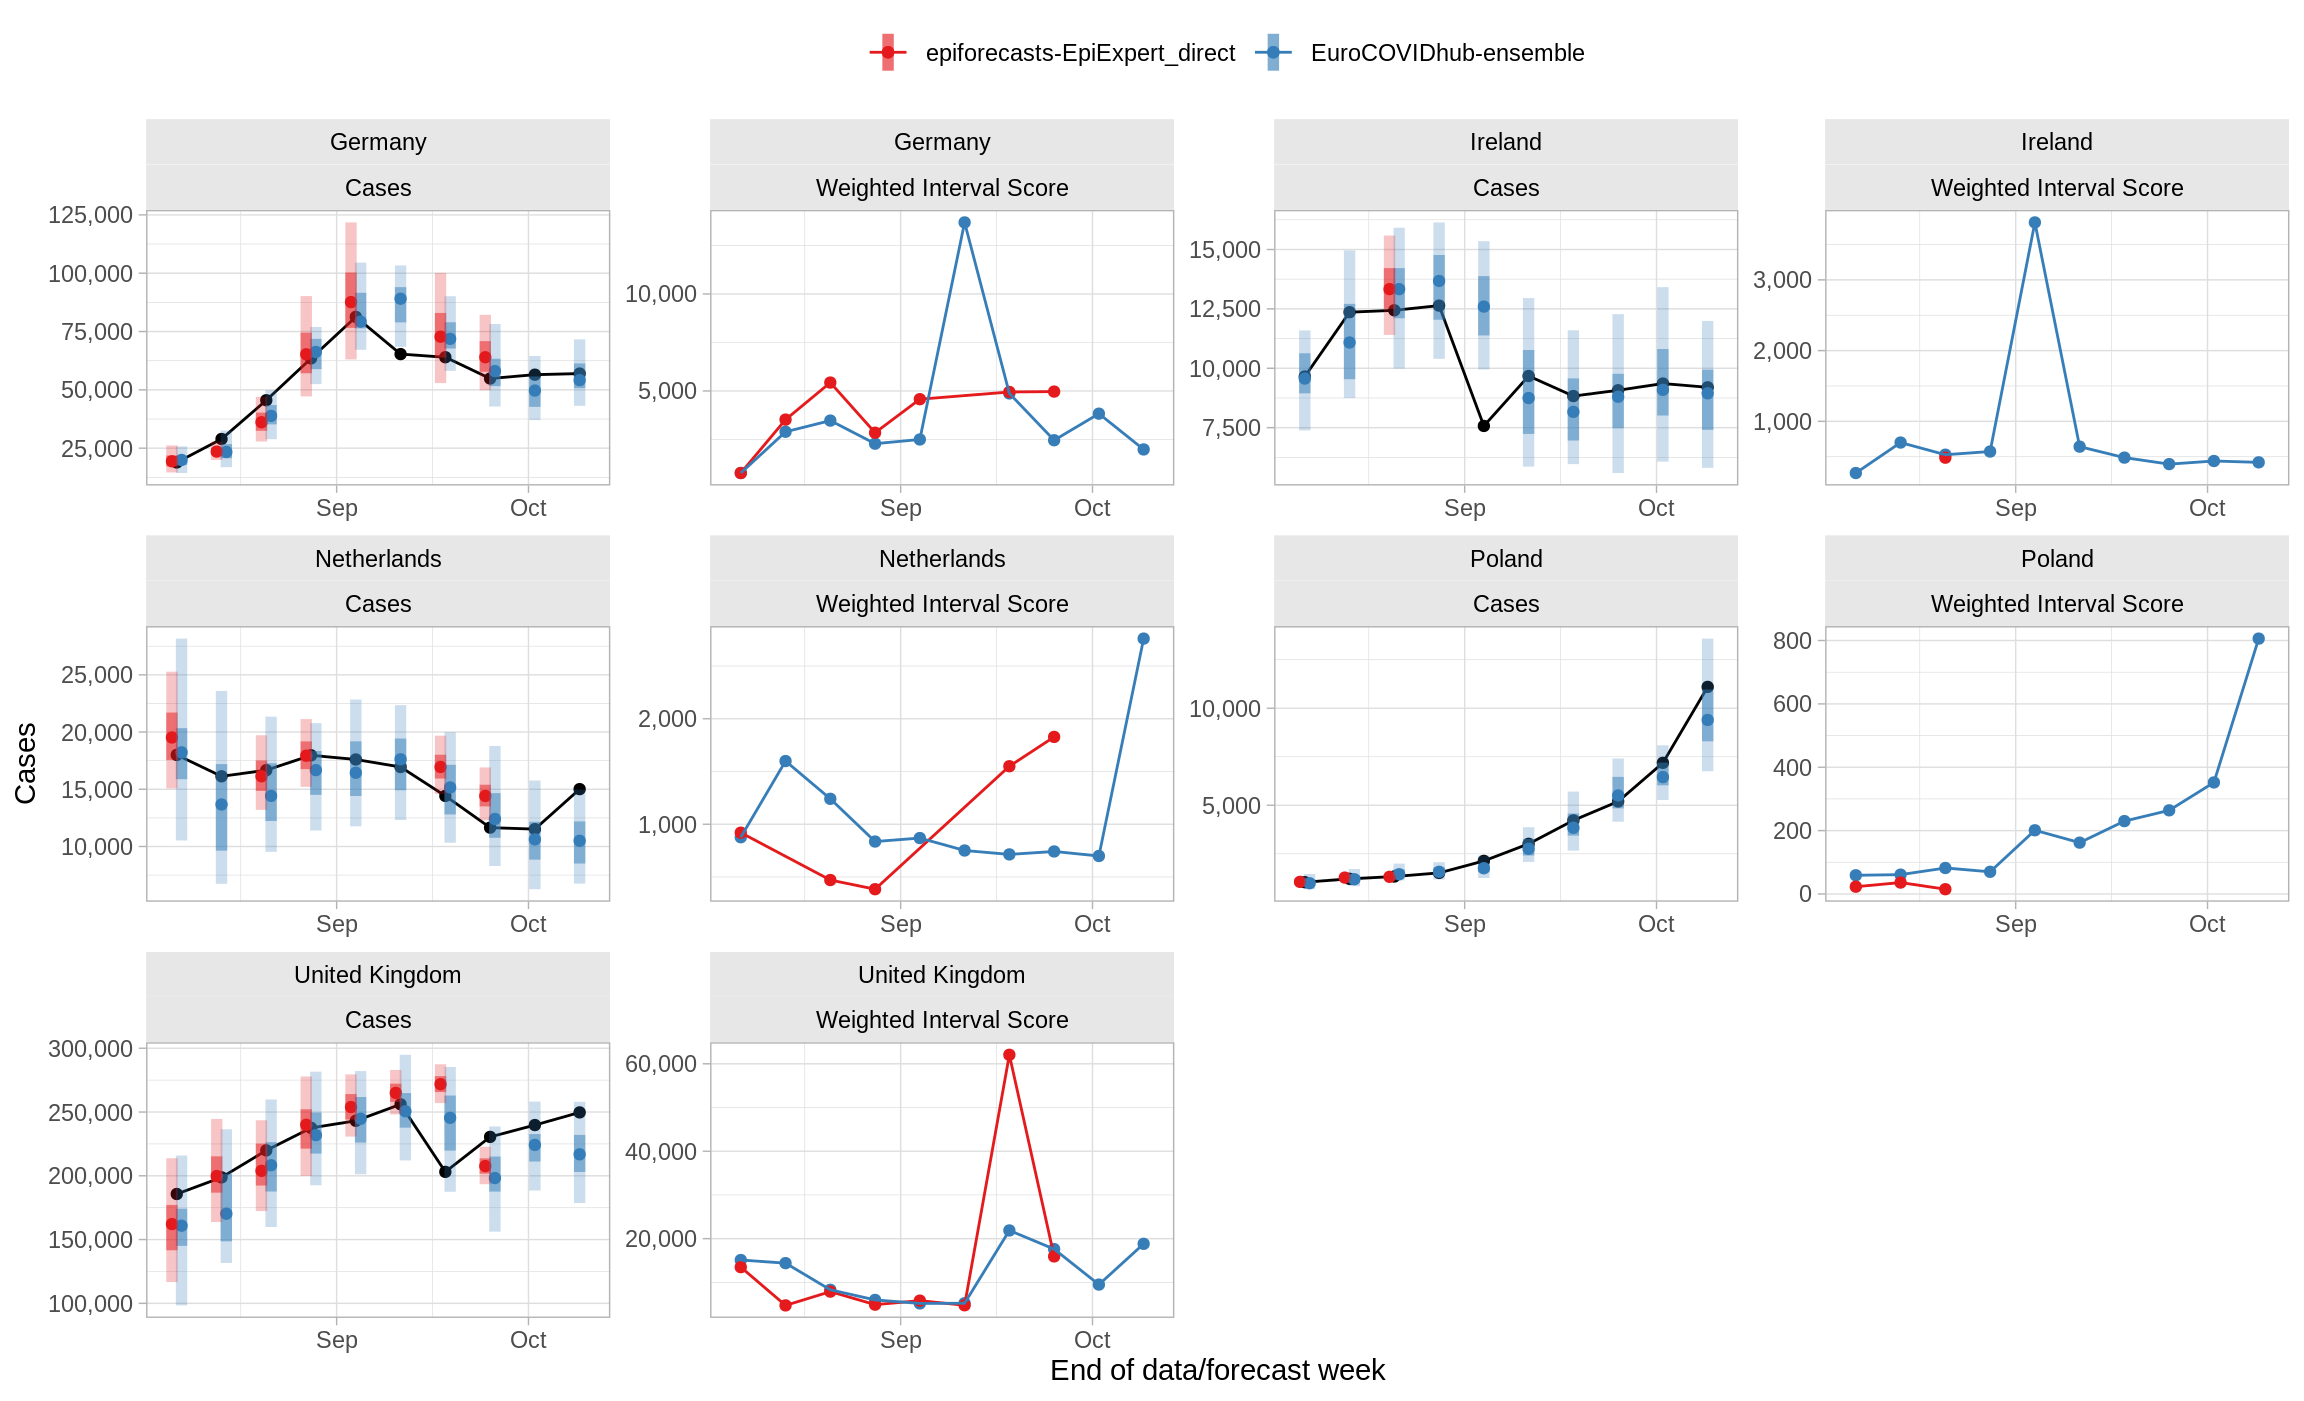 epiforecasts-EpiExpert_direct EuroCOVIDhub-ensemble
Germany Germany Ireland Ireland
Cases Weighted Interval Score Cases Weighted Interval Score
125,000
100,000
75,000
50,000
25,000
10,000
5,000
15,000
12,500
10,000
7,500
3,000
2,000
1,000
Sep Oct Sep Oct Sep Oct Sep Oct
Netherlands Netherlands Poland Poland
Cases Weighted Interval Score Cases Weighted Interval Score
25,000
20,000
15,000
10,000
2,000
1,000
10,000
5,000
800
600
400
200
0
Sep Oct Sep Oct Sep Oct Sep Oct
Cases
United Kingdom United Kingdom
Cases Weighted Interval Score
300,000
250,000
200,000
150,000
100,000
60,000
40,000
20,000
Sep Oct Sep Oct
End of data/forecast week